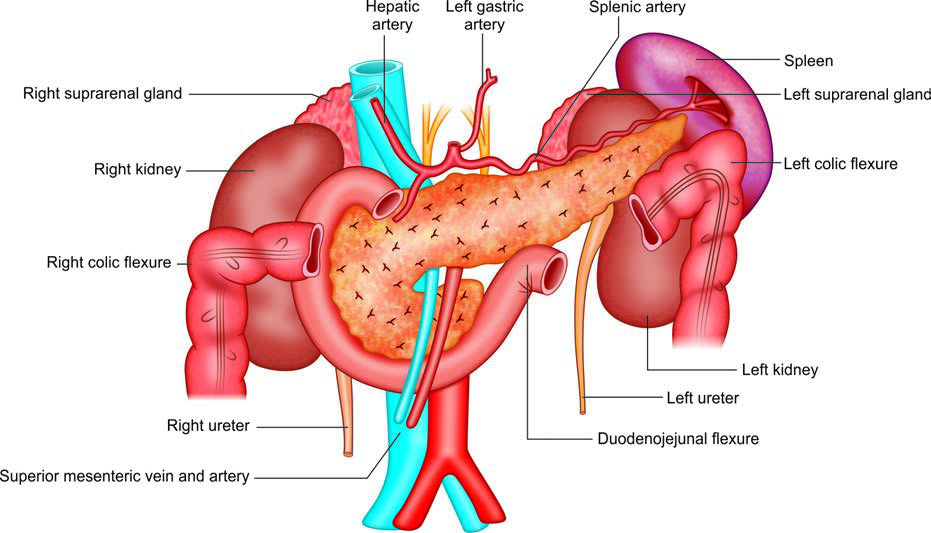 Hepatic
artery
Left gastric
artery
Splenic artery
Spleen
Right suprarenal gland
Left suprarenal gland
Right kidney
Left colic flexure
Right colic flexure
Left kidney
Left ureter
Right ureter
Duodenojejunal flexure
Superior mesenteric vein and artery